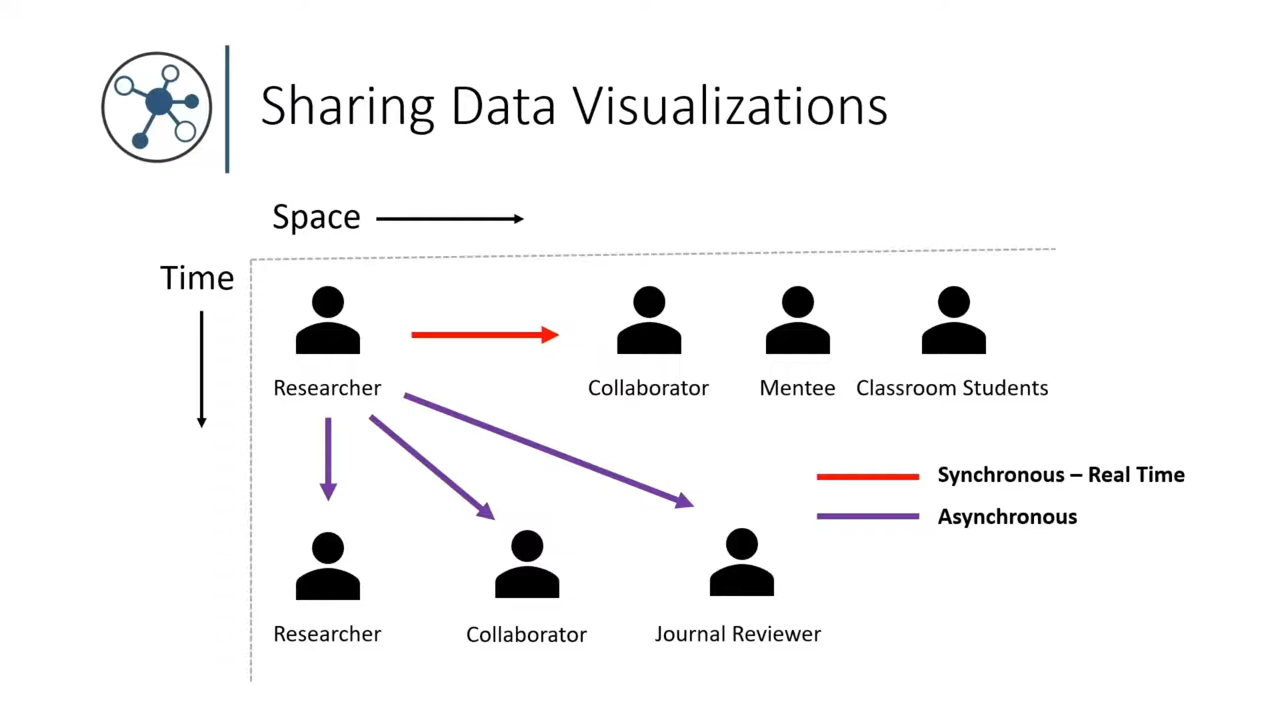 Sharing Data Visualizations
Space
Time
Researcher
Collaborator
Mentee
Classroom Students
Synchronous – Real Time
Asynchronous
Researcher
Collaborator
Journal Reviewer